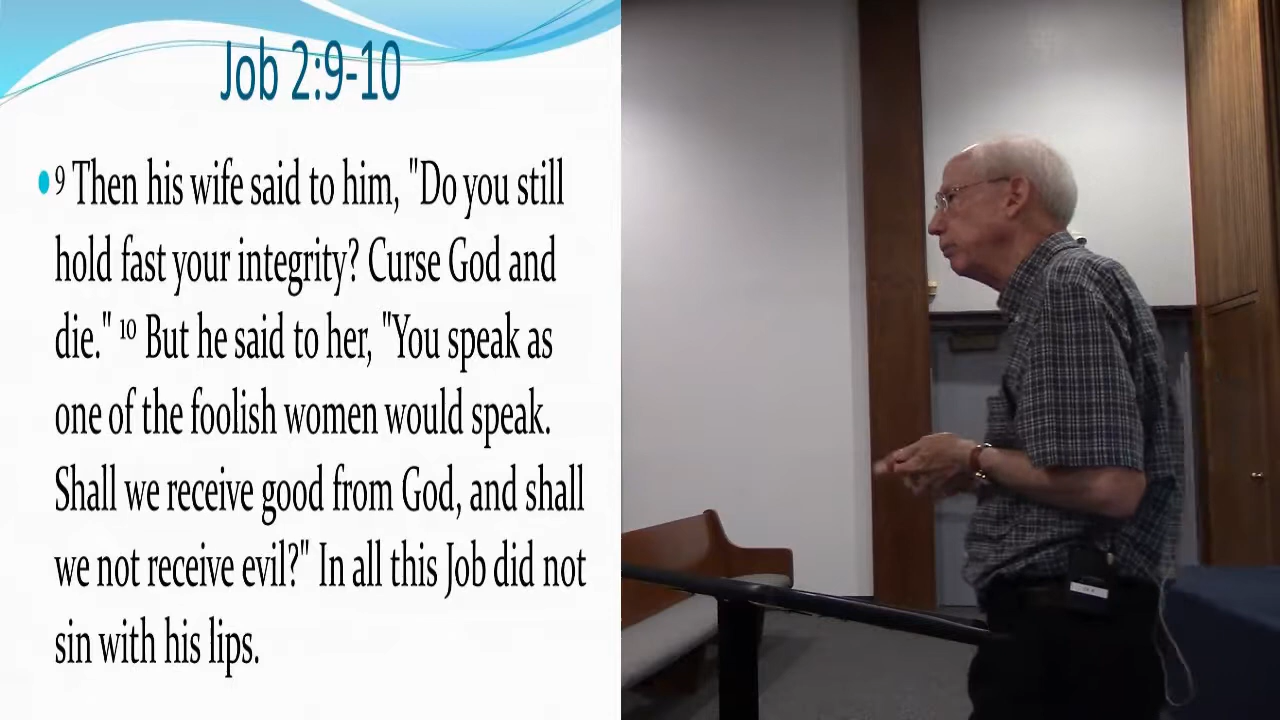 Job 2:9-10
9 Then his wife said to him, "Do you still
hold fast your integrity? Curse God and
die." 10 But he said to her, "You speak as
one of the foolish women would speak.
Shall we receive good from God, and shall
we not receive evil?" In all this Job did not
sin with his lips.